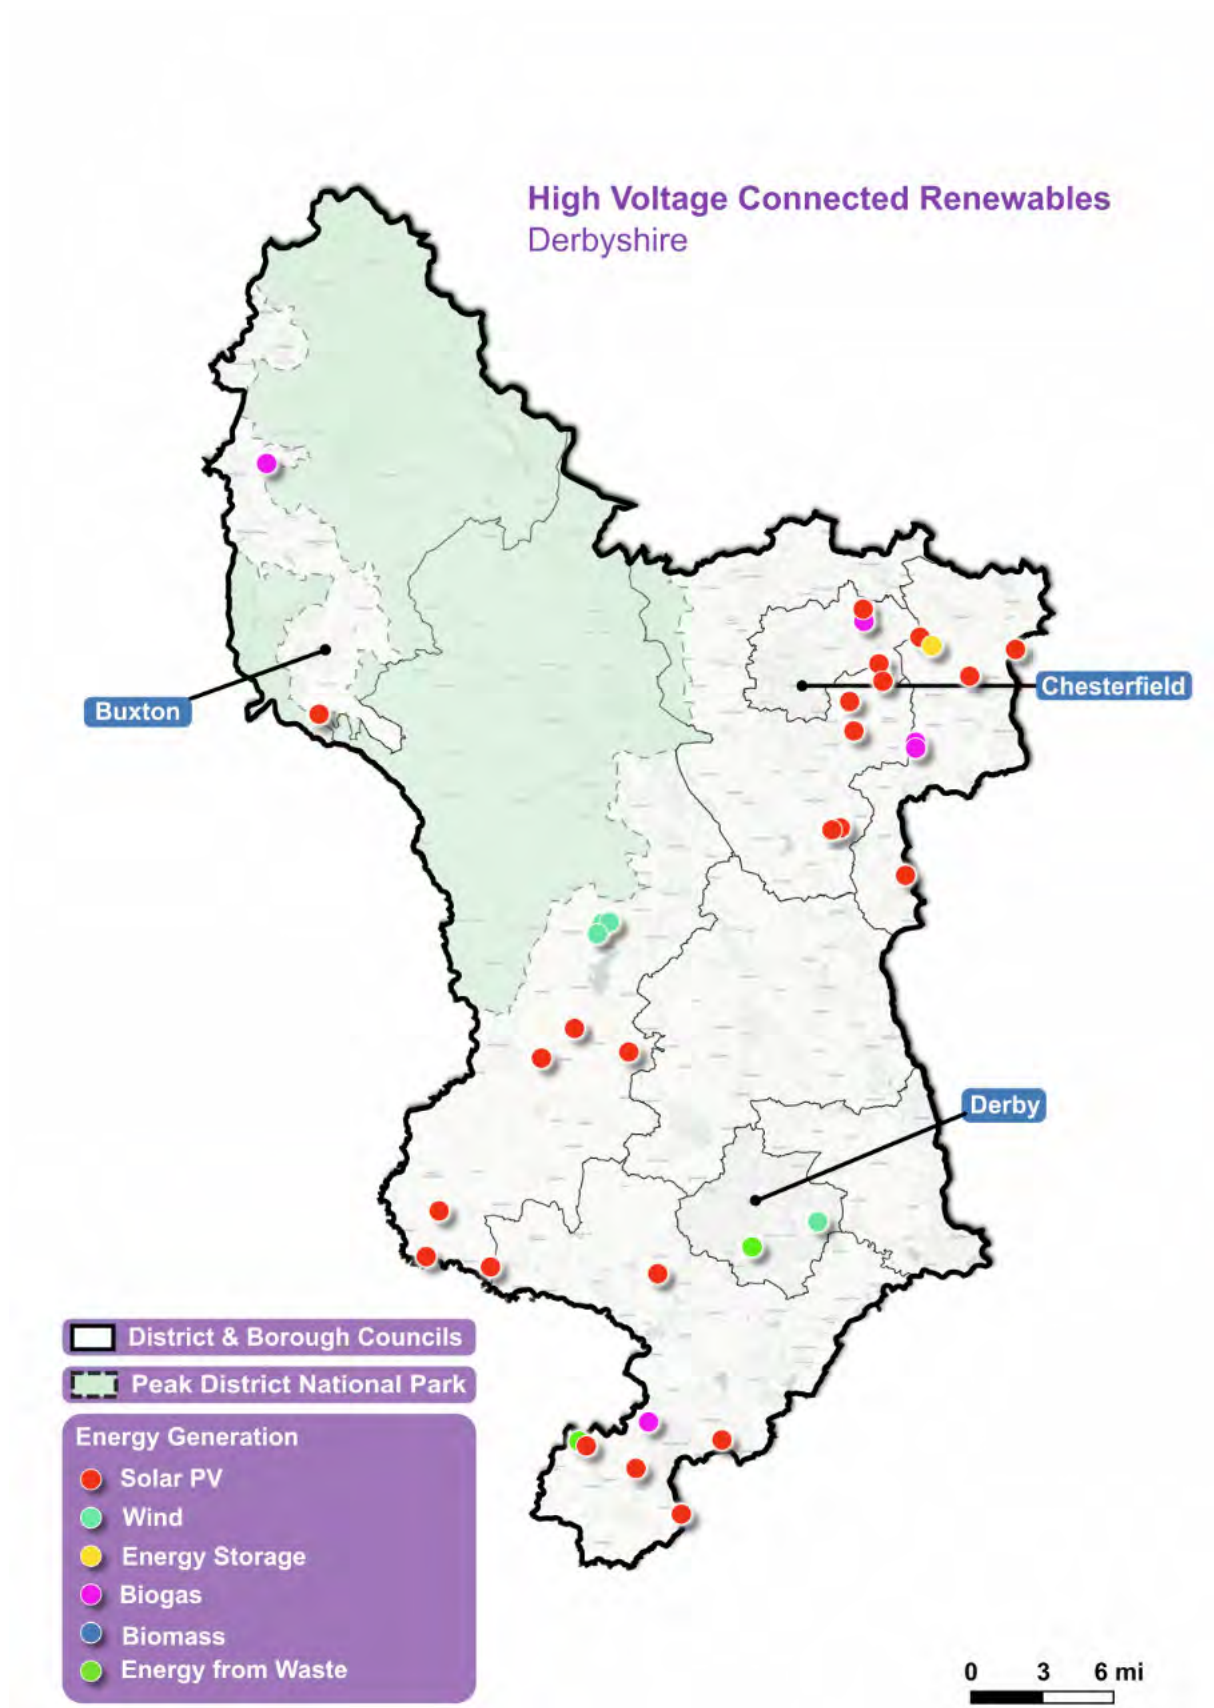 High Voltage Connected Renewables
Derbyshire
Buxton
Chesterfield
Derby
District & Borough Councils
Peak District National Park
Energy Generation
Solar PV
Wind
Energy Storage
Biogas
Biomass
Energy from Waste
0 3 6 mi